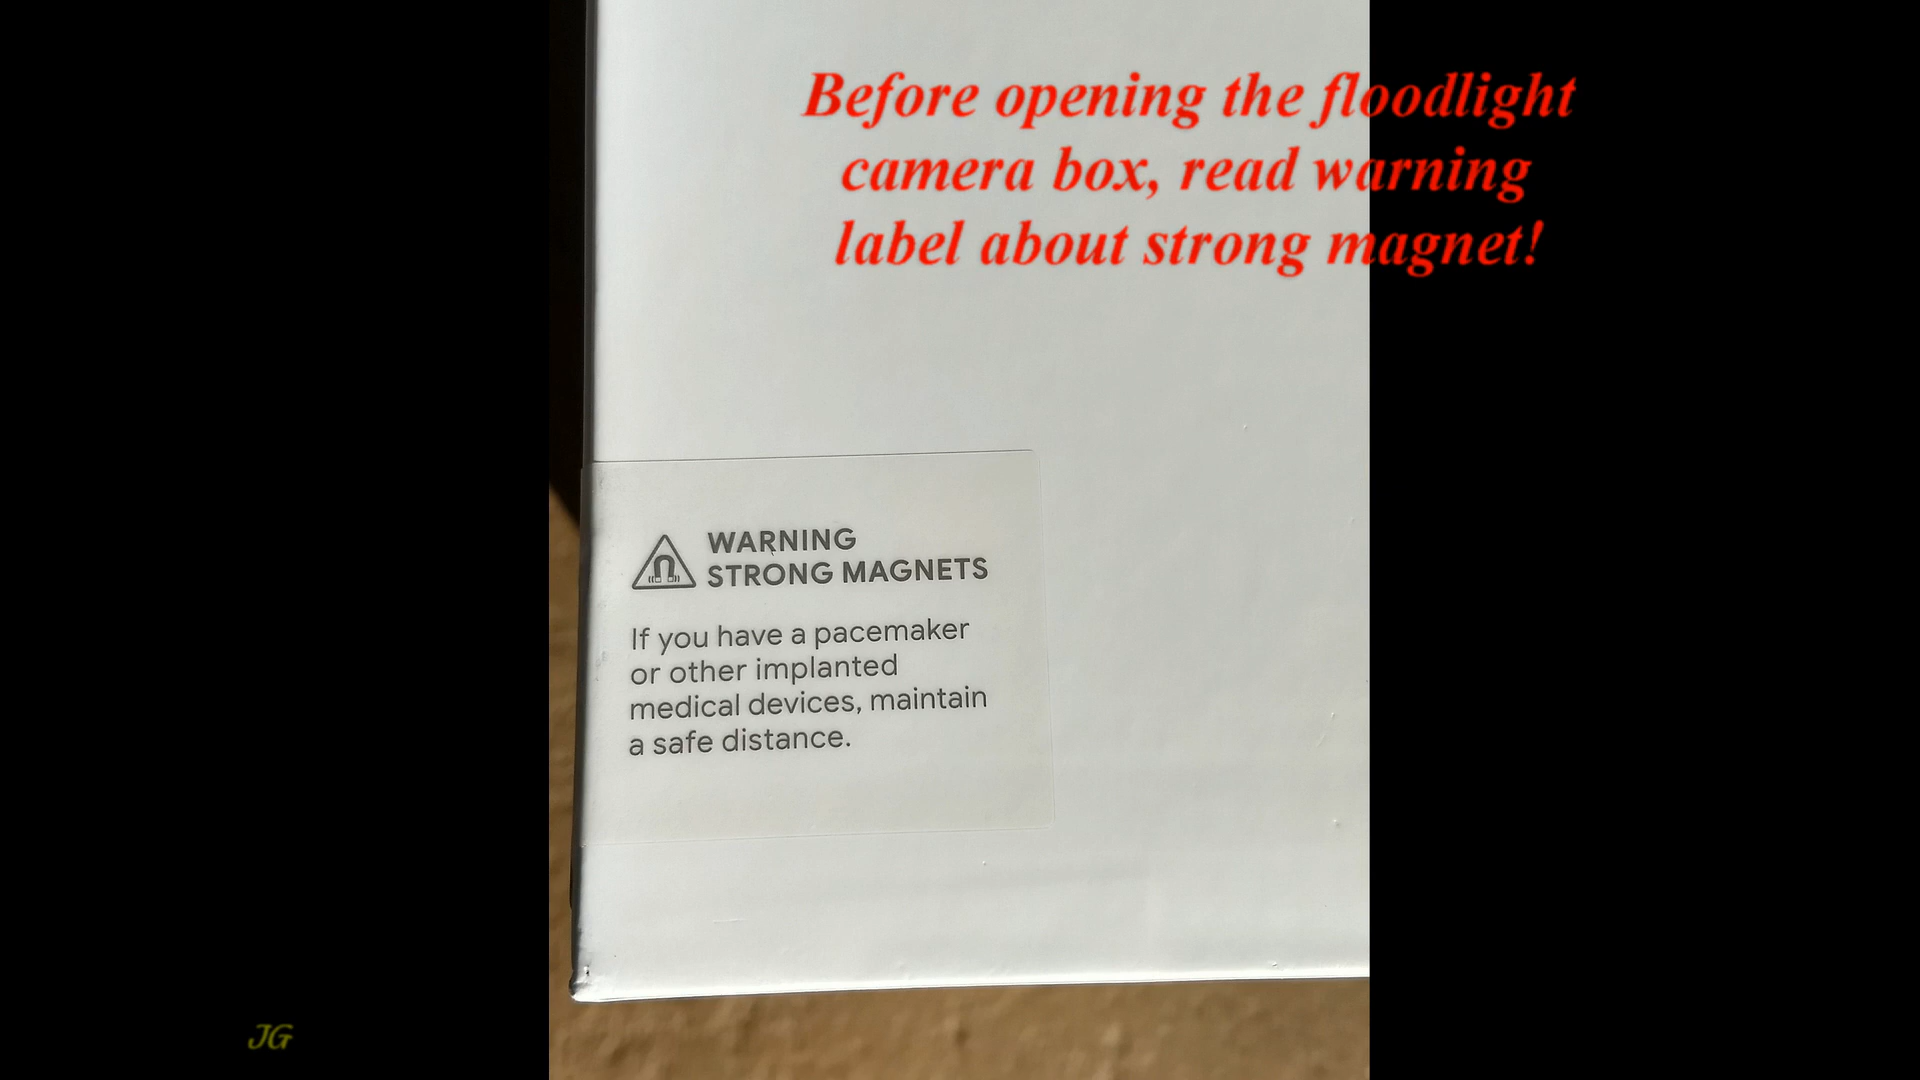 Before opening the floodlight
camera box, read warning
label about strong magnet!
WARNING
STRONG MAGNETS
If you have a pacemaker
or other implanted
medical devices, maintain
a safe distance.
JG